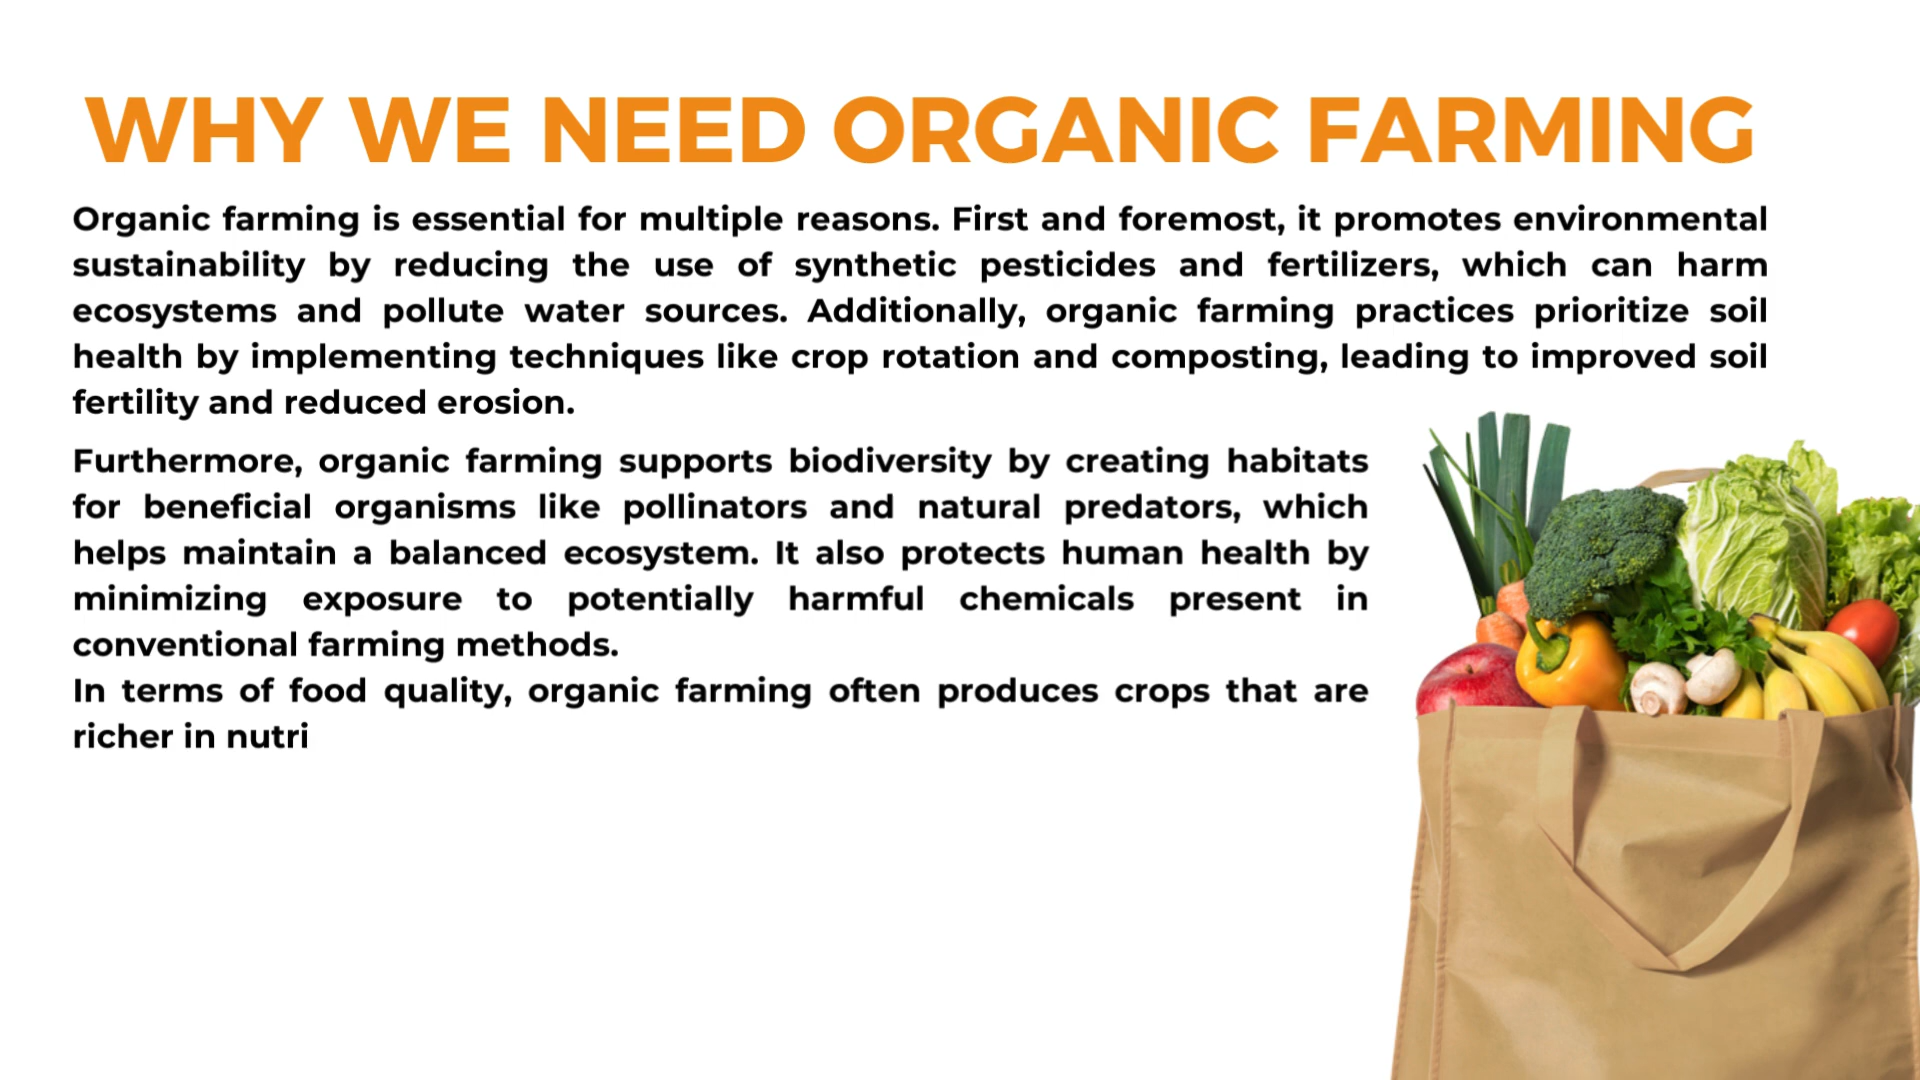 WHY WE NEED ORGANIC FARMING
Organic farming is essential for multiple reasons. First and foremost, it promotes environmental
sustainability by reducing the use of synthetic pesticides and fertilizers, which can harm
ecosystems and pollute water sources. Additionally, organic farming practices prioritize soil
health by implementing techniques like crop rotation and composting, leading to improved soil
fertility and reduced erosion.
Furthermore, organic farming supports biodiversity by creating habitats
for beneficial organisms like pollinators and natural predators, which
helps maintain a balanced ecosystem. It also protects human health by
minimizing exposure to potentially harmful chemicals present in
conventional farming methods.
In terms of food quality, organic farming often produces crops that are
richer in nutri